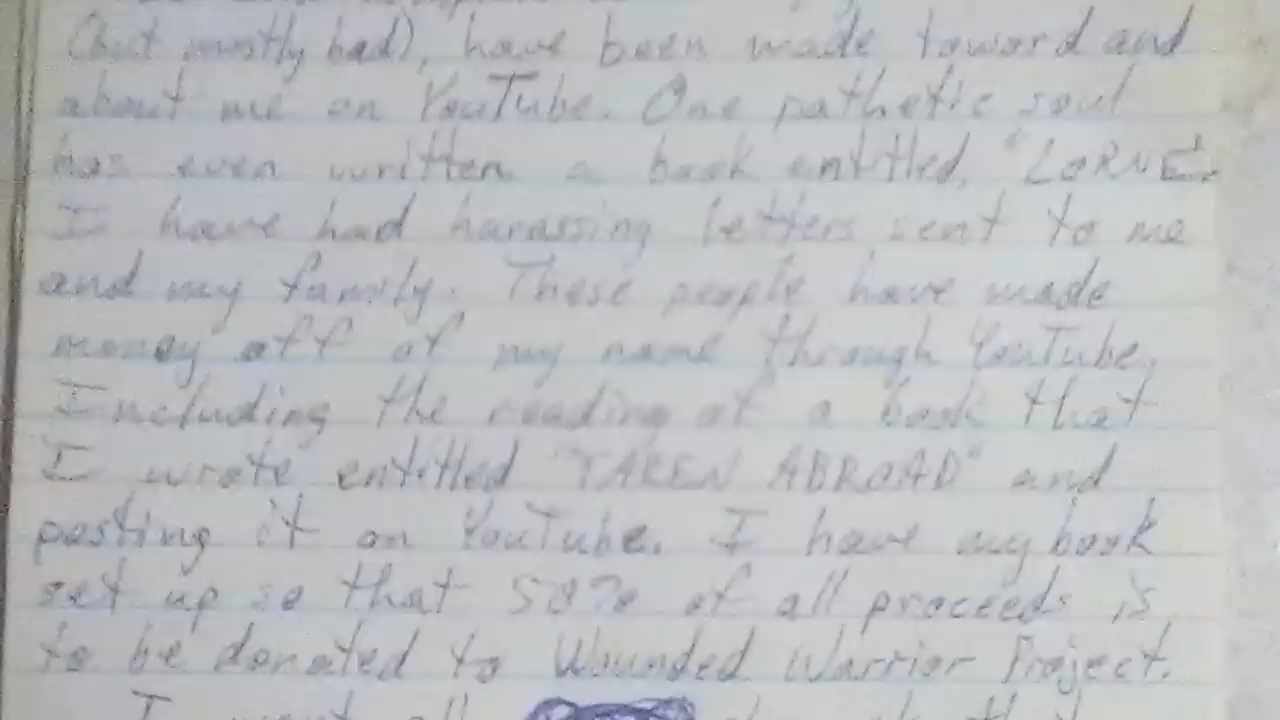 (but mostly bad), have been made toward and
about me on YouTube. One pathetic soul
has even written a book entitled, "LORNE".
I have had harassing letters sent to me
and my family. These people have made
money off of my name through YouTube,
Including the reading of a book that
I wrote entitled "TAKEN ABROAD" and
posting it on YouTube. I have my book
set up so that 50% of all proceeds is
to be donated to Wounded Warrior Project.
I want all